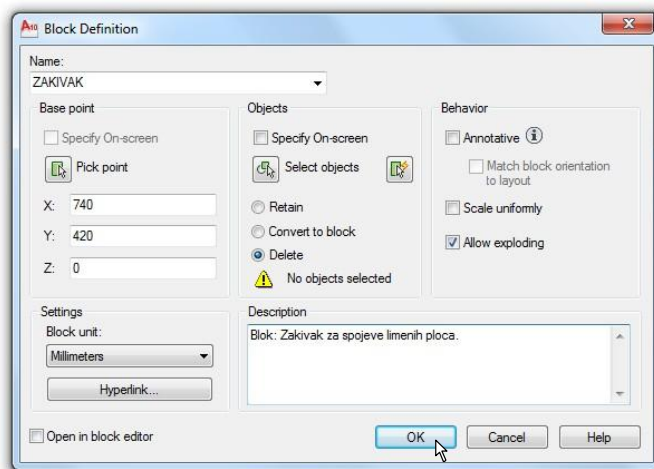 A10 Block Definition
Name:
ZAKIVAK
Base point
Specify On-screen
Pick point
X: 740
Y: 420
Z: 0
Objects
Specify On-screen
Select objects
Retain
Convert to block
Delete
No objects selected
Behavior
Annotative
Match block orientation
to layout
Scale uniformly
Allow exploding
Settings
Block unit:
Millimeters
Hyperlink...
Description
Blok: Zakivak za spojeve limenih ploca.
Open in block editor
OK Cancel Help